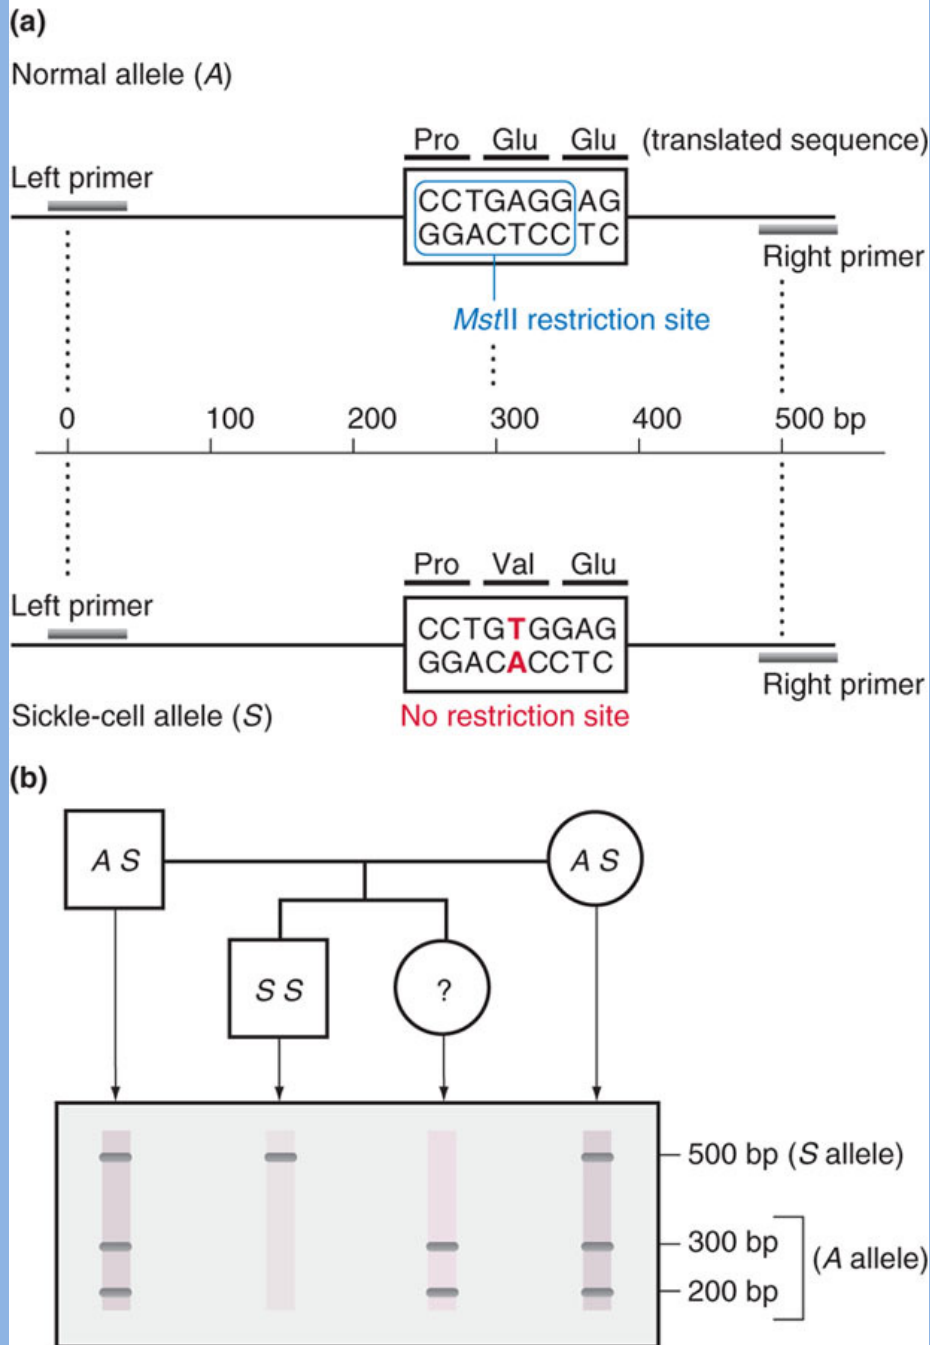 (a)
Normal allele (A)
Pro Glu Glu (translated sequence)
Left primer
CCTGAGGAG
GGACTCCTC
Right primer
MstII restriction site
0 100 200 300 400 500 bp
Pro Val Glu
Left primer
CCTGTGGAG
GGACACCTC
Right primer
Sickle-cell allele (S)
No restriction site
(b)
A S
A S
S S
?
500 bp (S allele)
300 bp
(A allele)
200 bp